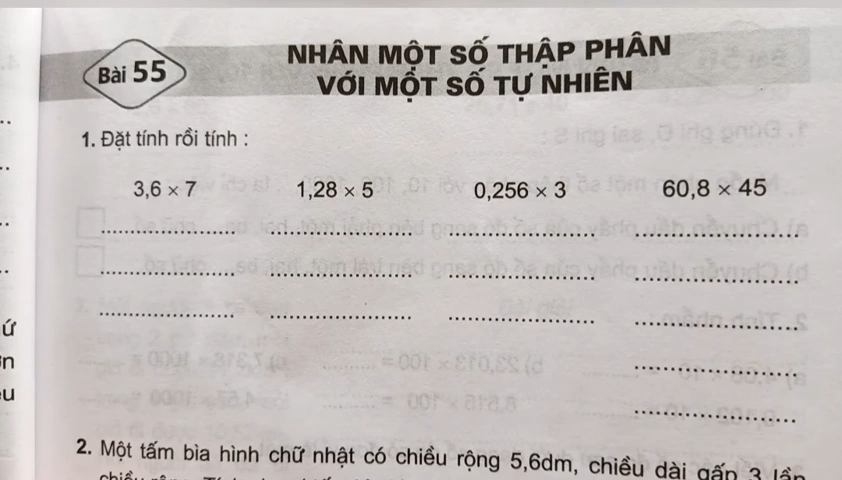 Bài 55
NHÂN MỘT SỐ THẬP PHÂN
VỚI MỘT SỐ TỰ NHIÊN
1. Đặt tính rồi tính :
3,6 × 7 1,28 × 5 0,256 × 3 60,8 × 45
2. Một tấm bìa hình chữ nhật có chiều rộng 5,6dm, chiều dài gấp 3 lần